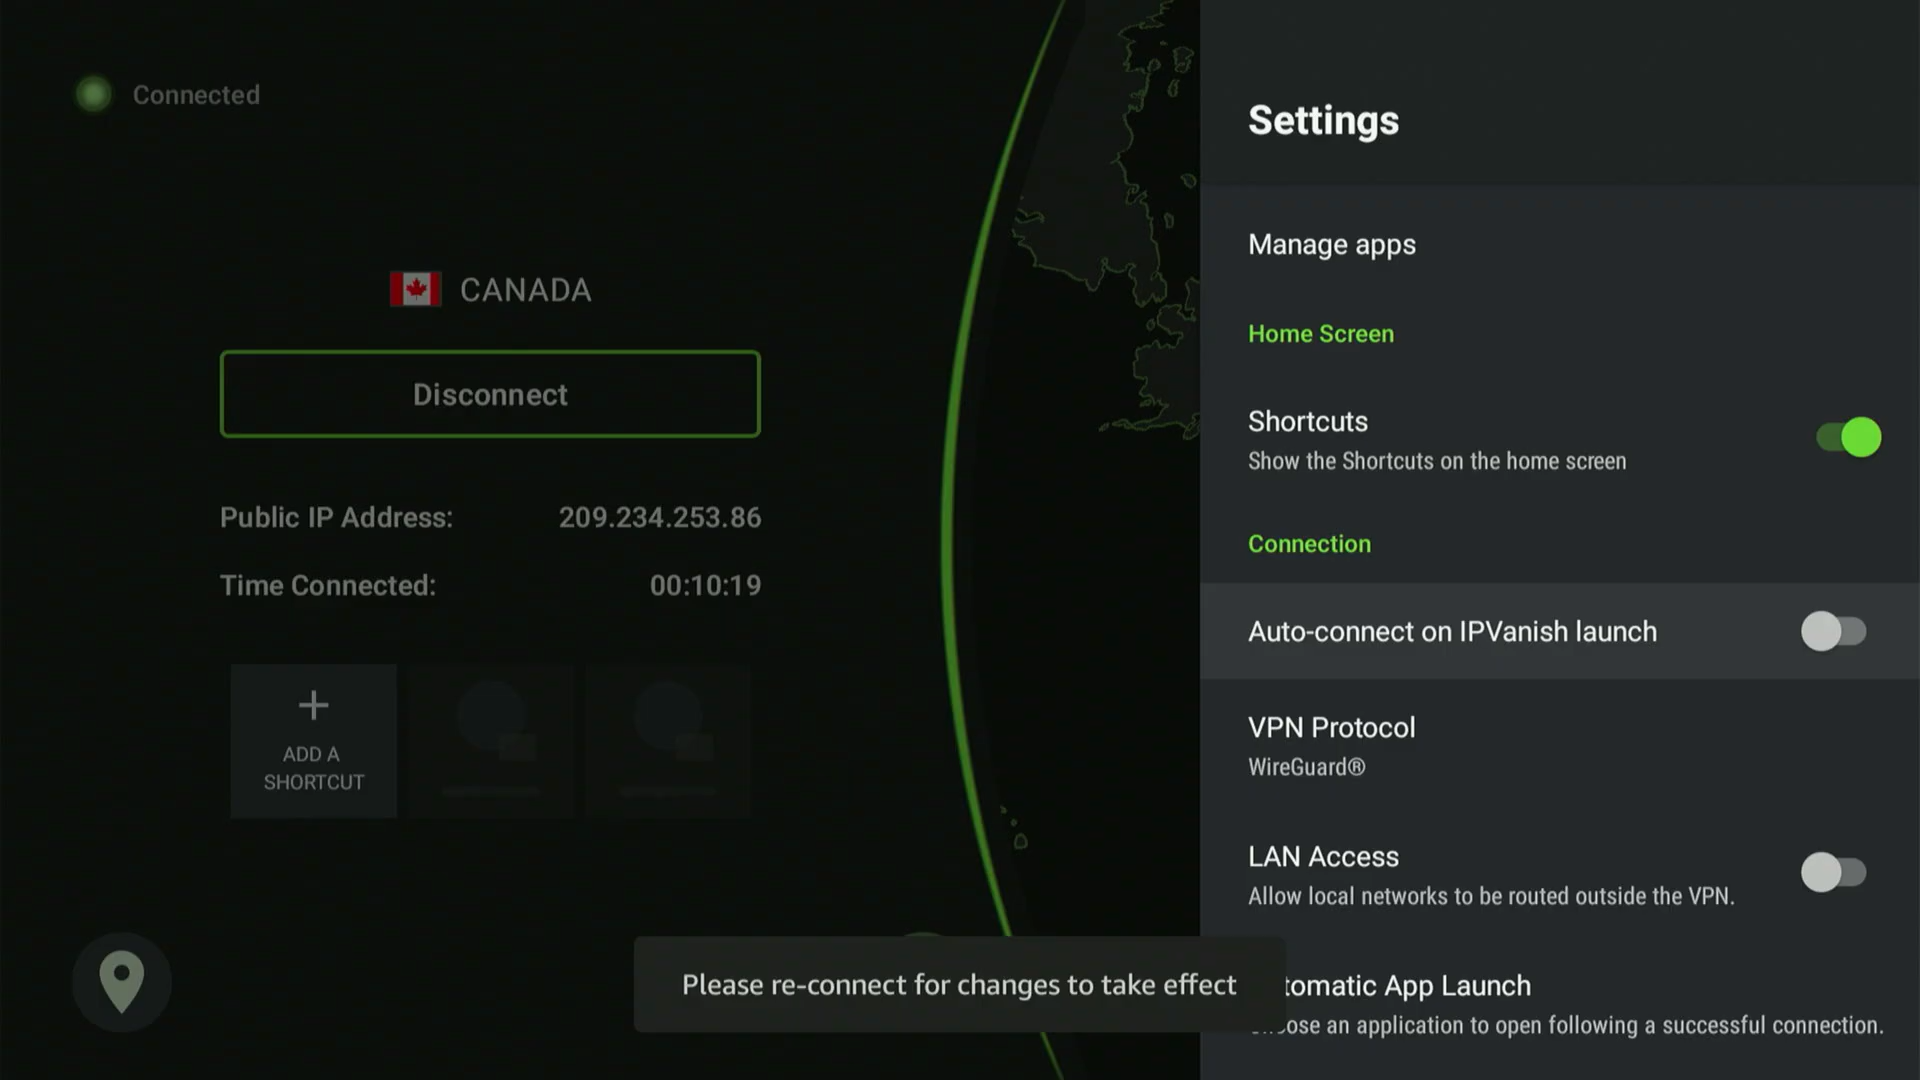 Connected
CANADA
Disconnect
Public IP Address: 209.234.253.86
Time Connected: 00:10:19
+
ADD A
SHORTCUT
Settings
Manage apps
Home Screen
Shortcuts
Show the Shortcuts on the home screen
Connection
Auto-connect on IPVanish launch
VPN Protocol
WireGuard®
LAN Access
Allow local networks to be routed outside the VPN.
tomatic App Launch
an application to open following a successful connection.
Please re-connect for changes to take effect